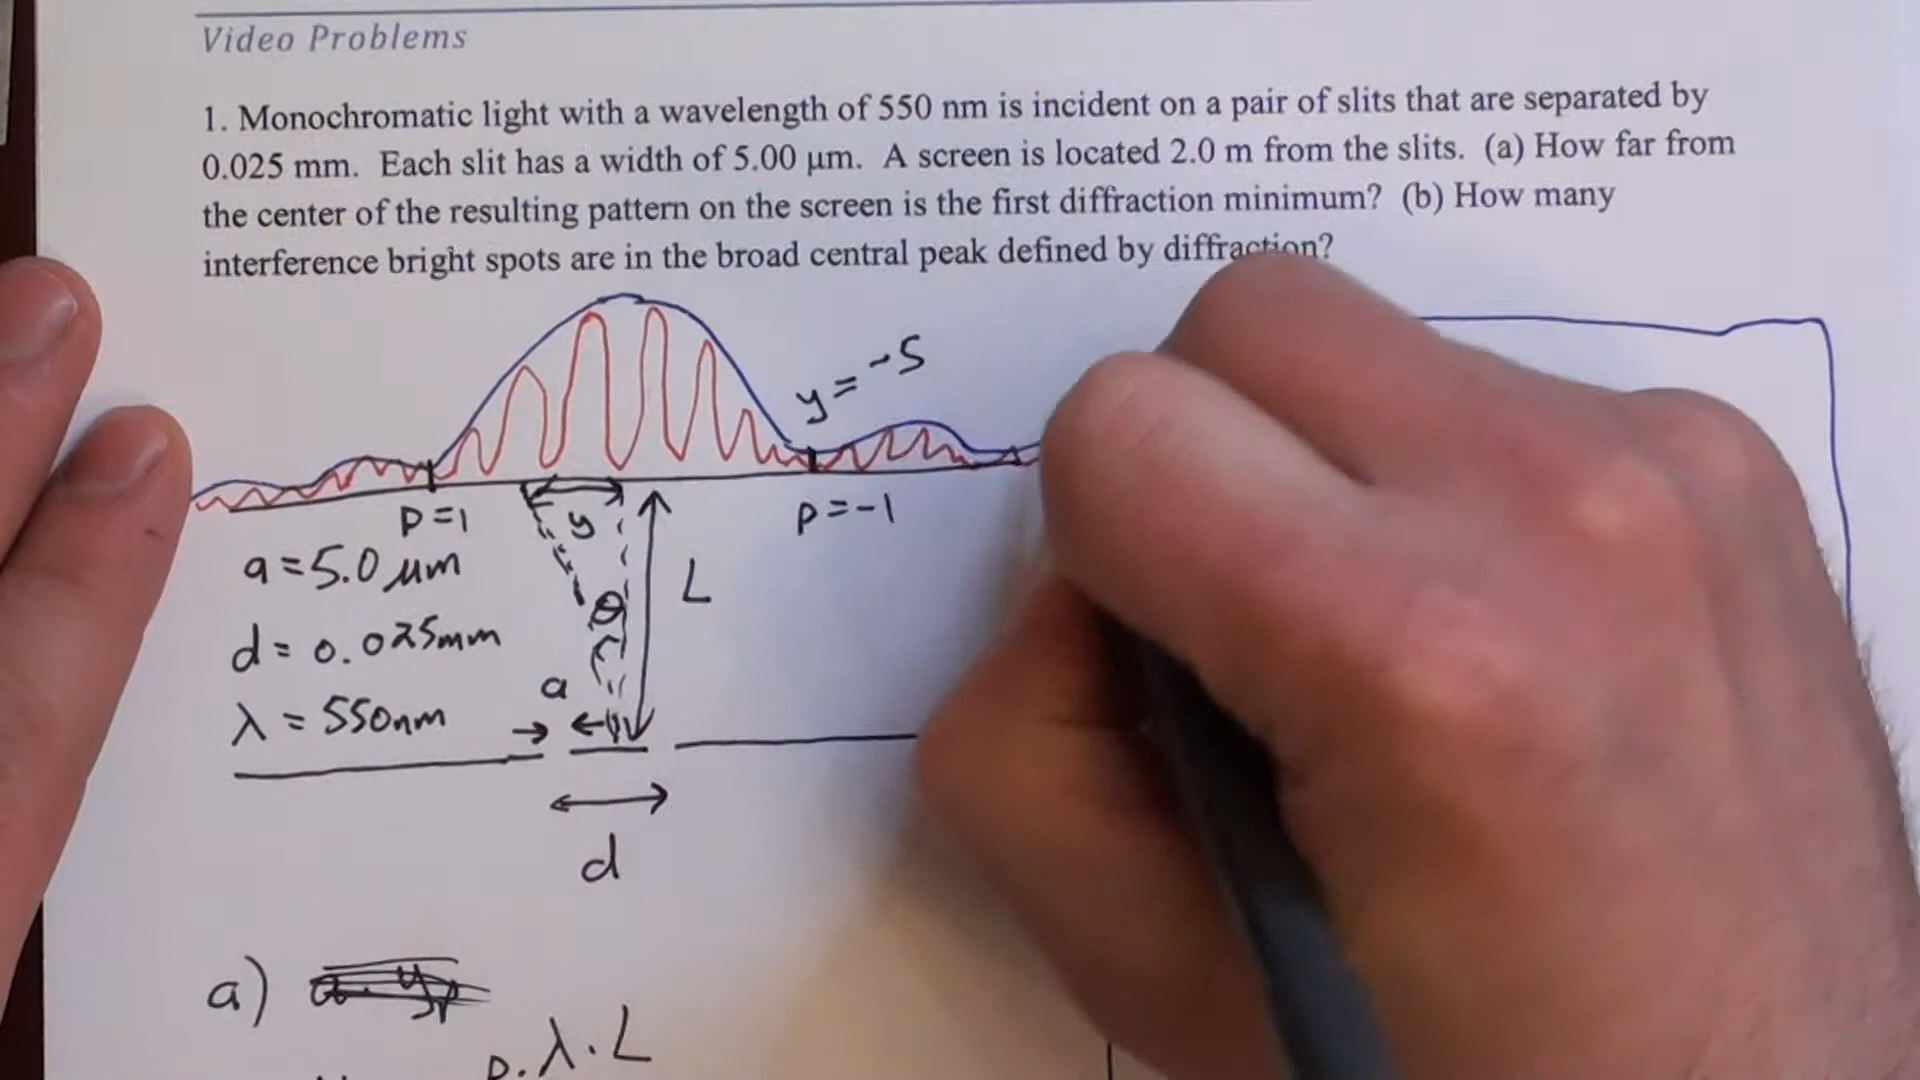 Video Problems
1. Monochromatic light with a wavelength of 550 nm is incident on a pair of slits that are separated by
0.025 mm. Each slit has a width of 5.00 μm. A screen is located 2.0 m from the slits. (a) How far from
the center of the resulting pattern on the screen is the first diffraction minimum? (b) How many
interference bright spots are in the broad central peak defined by diffraction?
y = -5
p=1
y
p=-1
a=5.0 μm
L
θ
d= 0.025mm
a
λ = 550nm
d
a)
p.λ.L